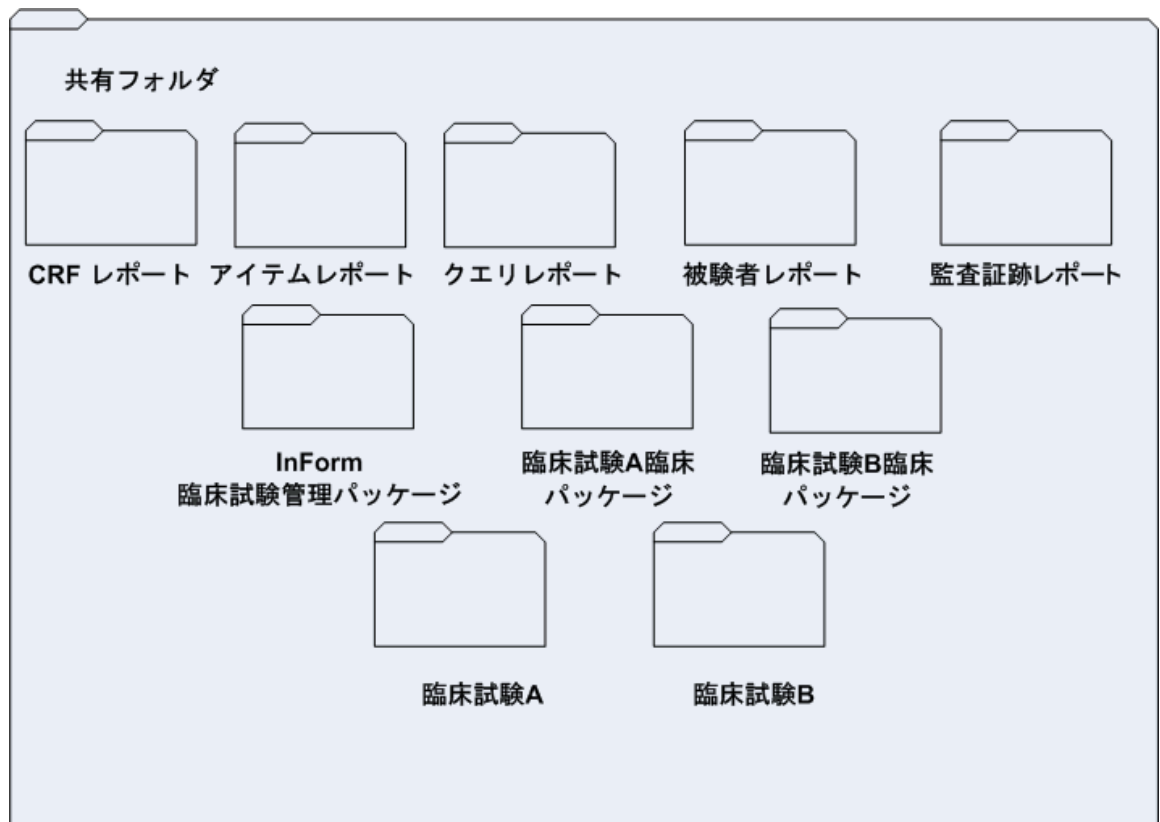 共有フォルダ
CRF レポート
アイテムレポート
クエリレポート
被験者レポート
監査証跡レポート
InForm
臨床試験管理パッケージ
臨床試験A臨床
パッケージ
臨床試験B臨床
パッケージ
臨床試験A
臨床試験B